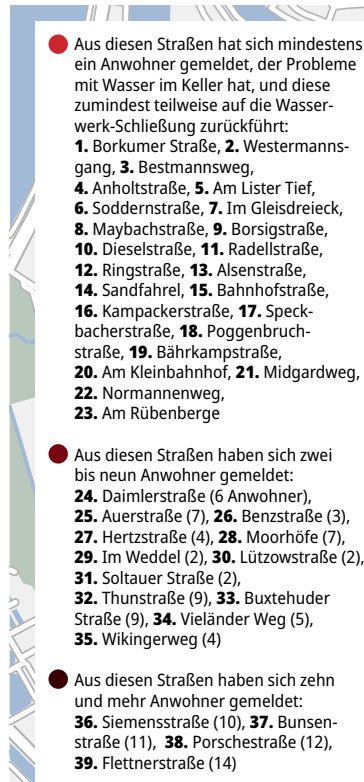 Aus diesen Straßen hat sich mindestens
ein Anwohner gemeldet, der Probleme
mit Wasser im Keller hat, und diese
zumindest teilweise auf die Wasser-
werk-Schließung zurückführt:
1. Borkumer Straße, 2. Westermanns-
gang, 3. Bestmannsweg,
4. Anholtstraße, 5. Am Lister Tief,
6. Soddernstraße, 7. Im Gleisdreieck,
8. Maybachstraße, 9. Borsigstraße,
10. Dieselstraße, 11. Radellstraße,
12. Ringstraße, 13. Alsenstraße,
14. Sandfahrel, 15. Bahnhofstraße,
16. Kampackerstraße, 17. Speck-
bacherstraße, 18. Poggenbruch-
straße, 19. Bährkampstraße,
20. Am Kleinbahnhof, 21. Midgardweg,
22. Normannenweg,
23. Am Rübenberge
Aus diesen Straßen haben sich zwei
bis neun Anwohner gemeldet:
24. Daimlerstraße (6 Anwohner),
25. Auerstraße (7), 26. Benzstraße (3),
27. Hertzstraße (4), 28. Moorhöfe (7),
29. Im Weddel (2), 30. Lützowstraße (2),
31. Soltauer Straße (2),
32. Thunstraße (9), 33. Buxtehuder
Straße (9), 34. Vieländer Weg (5),
35. Wikingerweg (4)
Aus diesen Straßen haben sich zehn
und mehr Anwohner gemeldet:
36. Siemensstraße (10), 37. Bunsen-
straße (11), 38. Porschestraße (12),
39. Flettnerstraße (14)